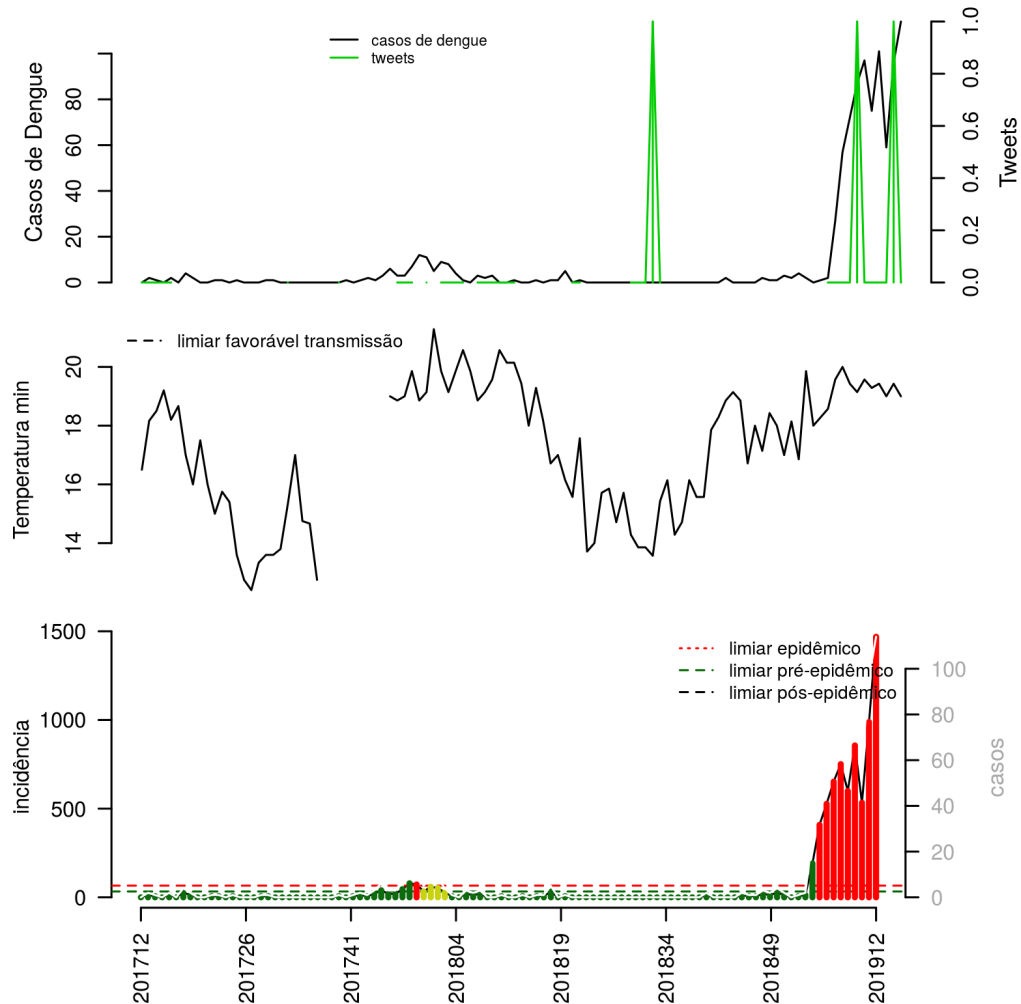 casos de dengue
tweets
Casos de Dengue
0 20 40 60 80
Tweets
0.0 0.2 0.4 0.6 0.8 1.0
limiar favorável transmissão
Temperatura min
14 16 18 20
limiar epidêmico
limiar pré-epidêmico
limiar pós-epidêmico
incidência
0 500 1000 1500
casos
0 20 40 60 80 100
201712 201726 201741 201804 201819 201834 201849 201912